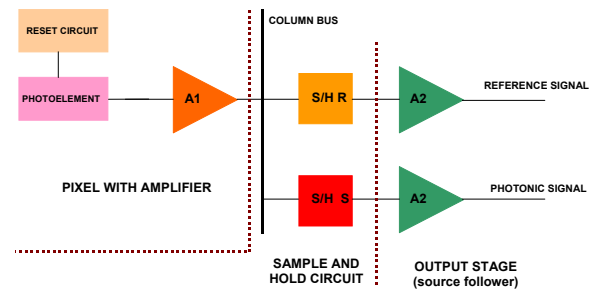 RESET CIRCUIT
COLUMN BUS
PHOTOELEMENT
A1
S/H R
A2
REFERENCE SIGNAL
PIXEL WITH AMPLIFIER
S/H S
A2
PHOTONIC SIGNAL
SAMPLE AND
HOLD CIRCUIT
OUTPUT STAGE
(source follower)